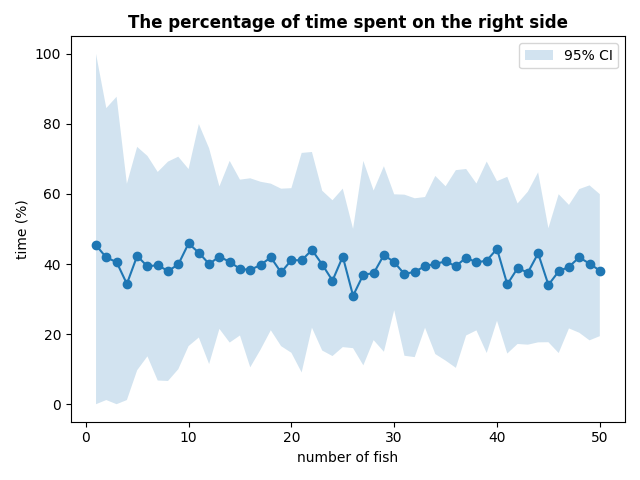 The percentage of time spent on the right side
95% CI
100
80
60
40
20
0
time (%)
0 10 20 30 40 50
number of fish